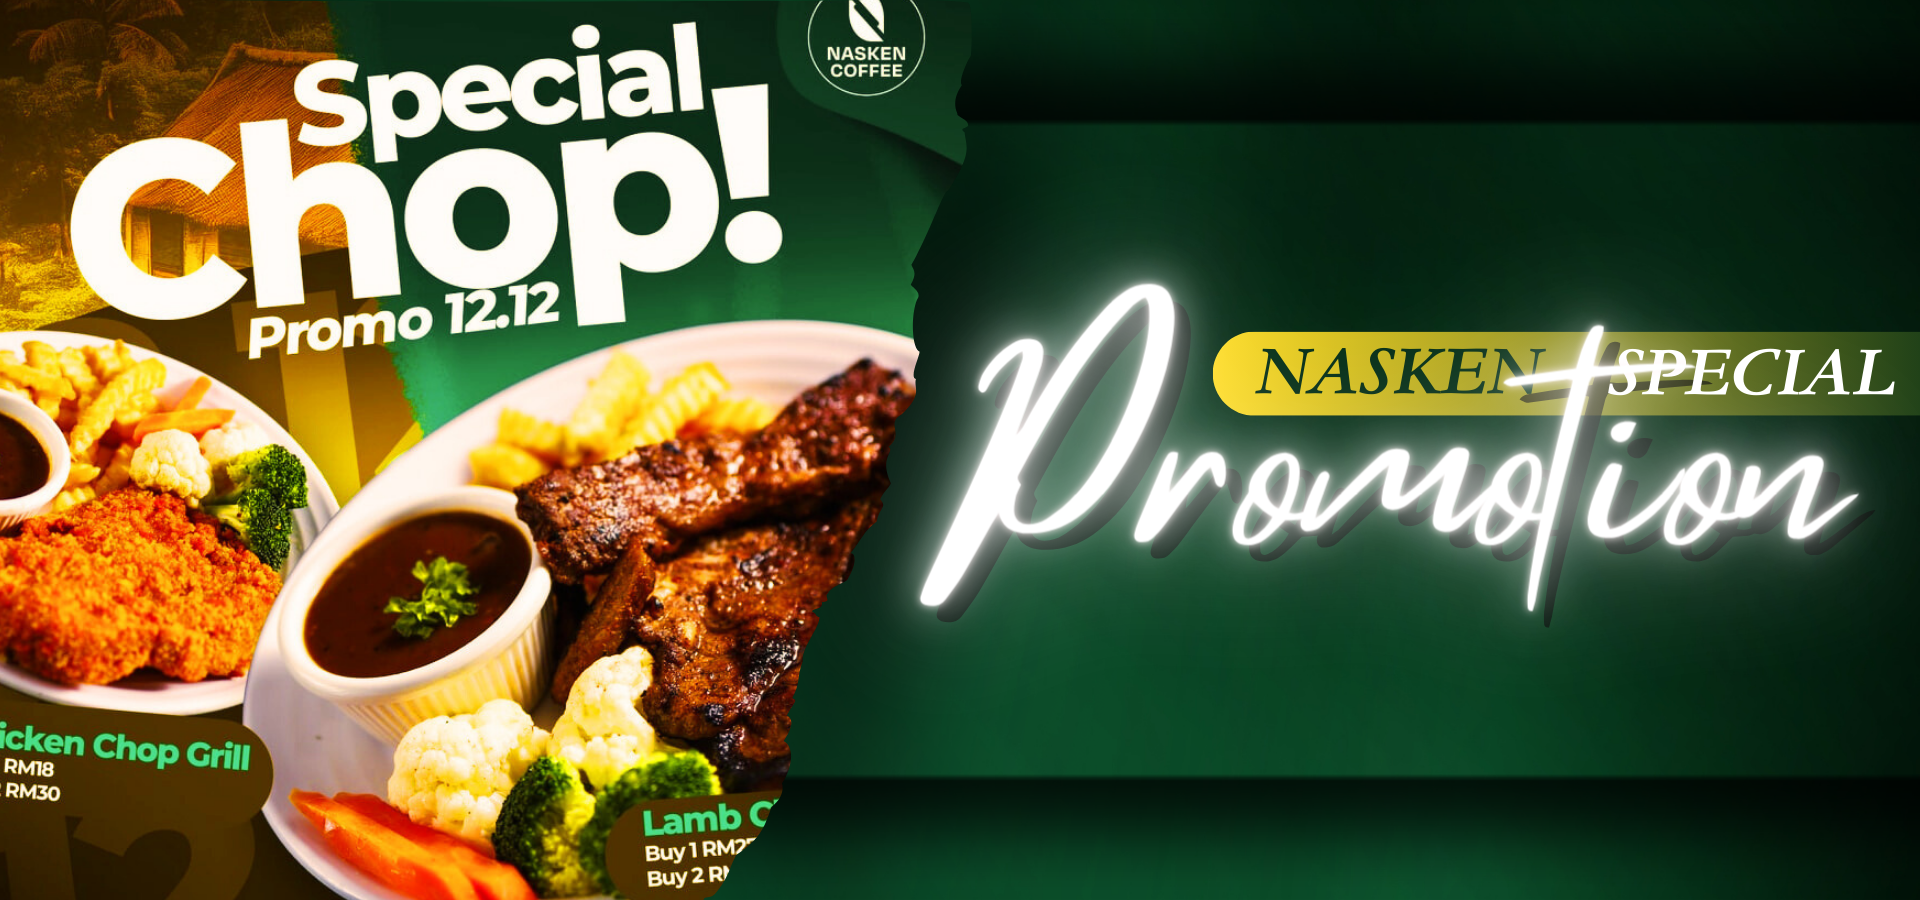 Special
Chop!
Promo 12.12
NASKEN
COFFEE
icken Chop Grill
RM18
RM30
Lamb
Buy 1
Buy 2
NASKEN SPECIAL
Promotion